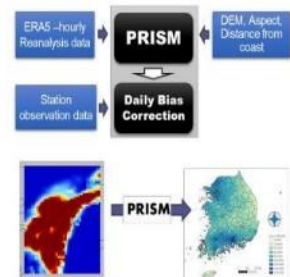 ERA5 –hourly
Reanalysis data
PRISM
DEM, Aspect,
Distance from
coast
Station
observation data
Daily Bias
Correction
PRISM